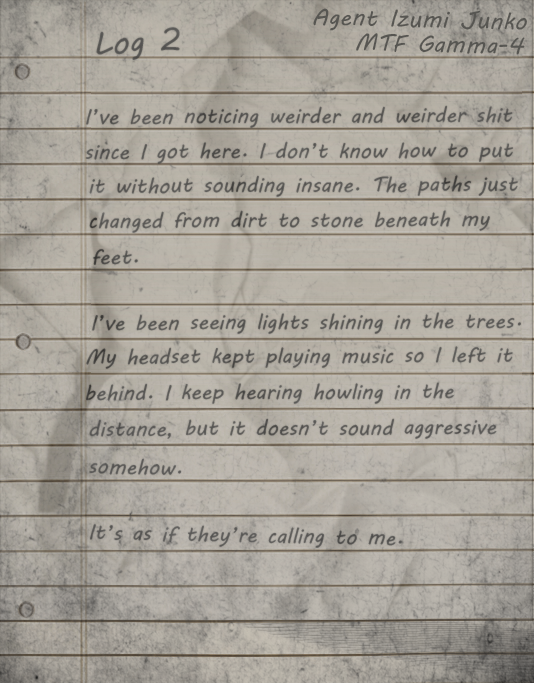 Agent Izumi Junko
Log 2
MTF Gamma-4
I've been noticing weirder and weirder shit
since I got here. I don't know how to put
it without sounding insane. The paths just
changed from dirt to stone beneath my
feet.
I've been seeing lights shining in the trees.
My headset kept playing music so I left it
behind. I keep hearing howling in the
distance, but it doesn't sound aggressive
somehow.
It's as if they're calling to me.